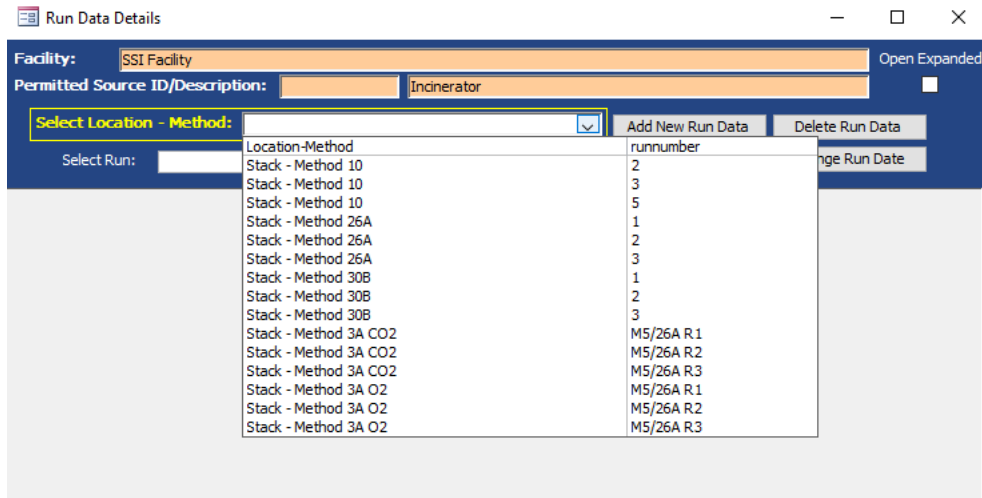 Run Data Details
Facility: SSI Facility Open Expanded
Permitted Source ID/Description: Incinerator
Select Location - Method: Add New Run Data Delete Run Data
Select Run: nge Run Date
Location-Method runnumber
Stack - Method 10 2
Stack - Method 10 3
Stack - Method 10 5
Stack - Method 26A 1
Stack - Method 26A 2
Stack - Method 26A 3
Stack - Method 30B 1
Stack - Method 30B 2
Stack - Method 30B 3
Stack - Method 3A CO2 M5/26A R1
Stack - Method 3A CO2 M5/26A R2
Stack - Method 3A CO2 M5/26A R3
Stack - Method 3A O2 M5/26A R1
Stack - Method 3A O2 M5/26A R2
Stack - Method 3A O2 M5/26A R3